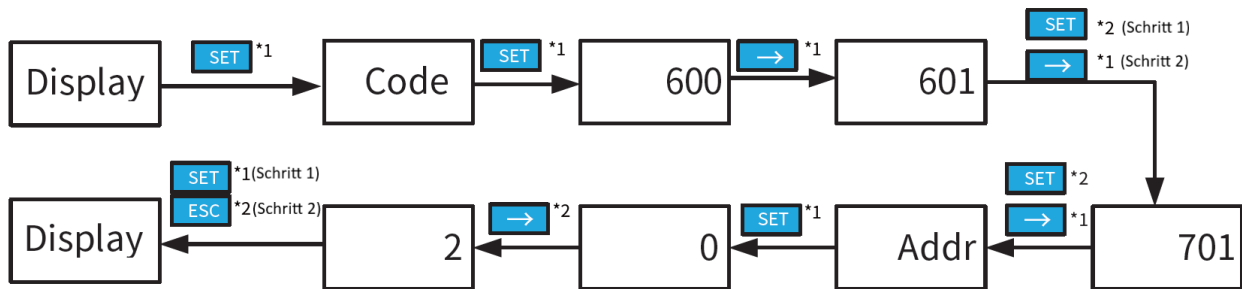 SET *1
SET *1
→ *1
SET *2 (Schritt 1)
→ *1 (Schritt 2)
Display
Code
600
601
SET *1(Schritt 1)
ESC *2(Schritt 2)
→ *2
SET *1
SET *2
→ *1
Display
2
0
Addr
701